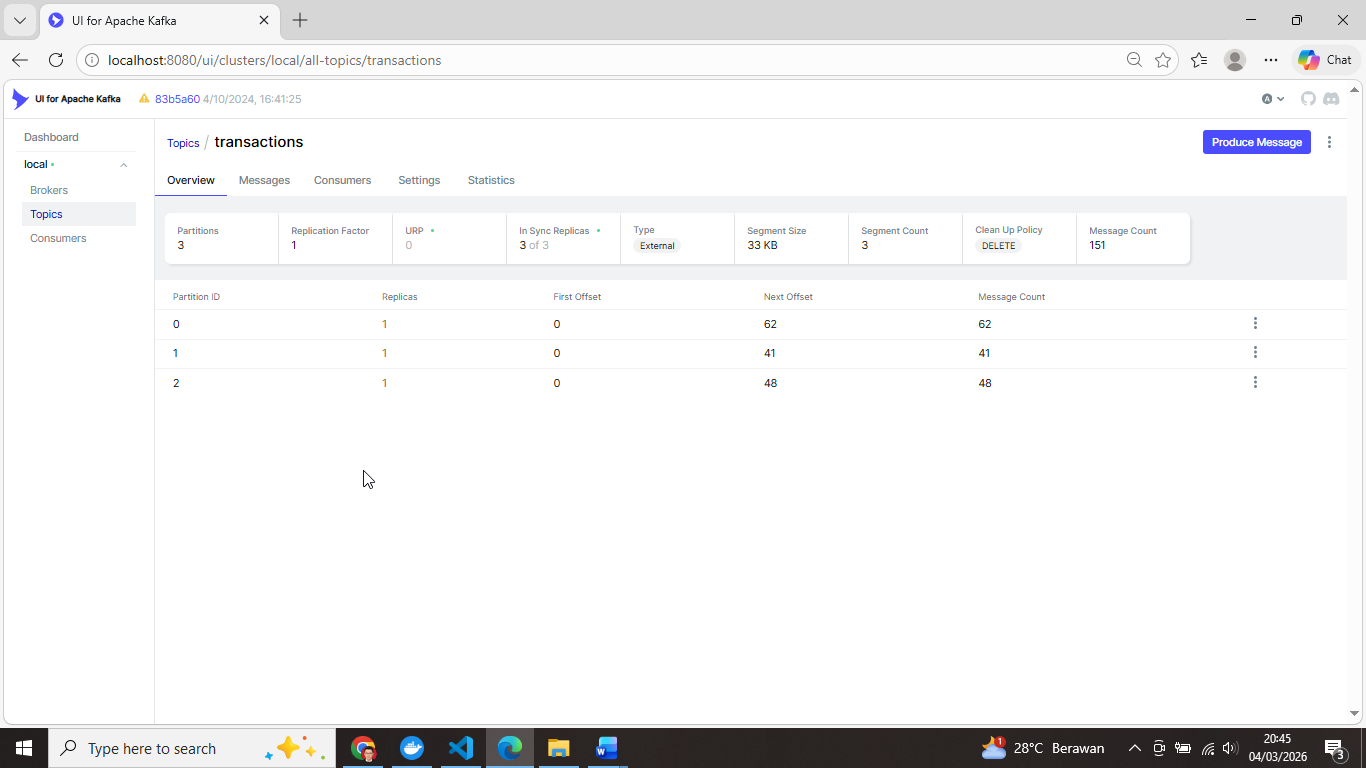 UI for Apache Kafka
localhost:8080/ui/clusters/local/all-topics/transactions
Chat
UI for Apache Kafka
83b5a60 4/10/2024, 16:41:25
A
Dashboard
local
Brokers
Topics
Consumers
Topics / transactions
Produce Message
Overview Messages Consumers Settings Statistics
Partitions Replication Factor URP In Sync Replicas Type Segment Size Segment Count Clean Up Policy Message Count
3 1 0 3 of 3 External 33 KB 3 DELETE 151
Partition ID Replicas First Offset Next Offset Message Count
0 1 0 62 62
1 1 0 41 41
2 1 0 48 48
Type here to search
1
28°C Berawan
20:45
04/03/2026
3